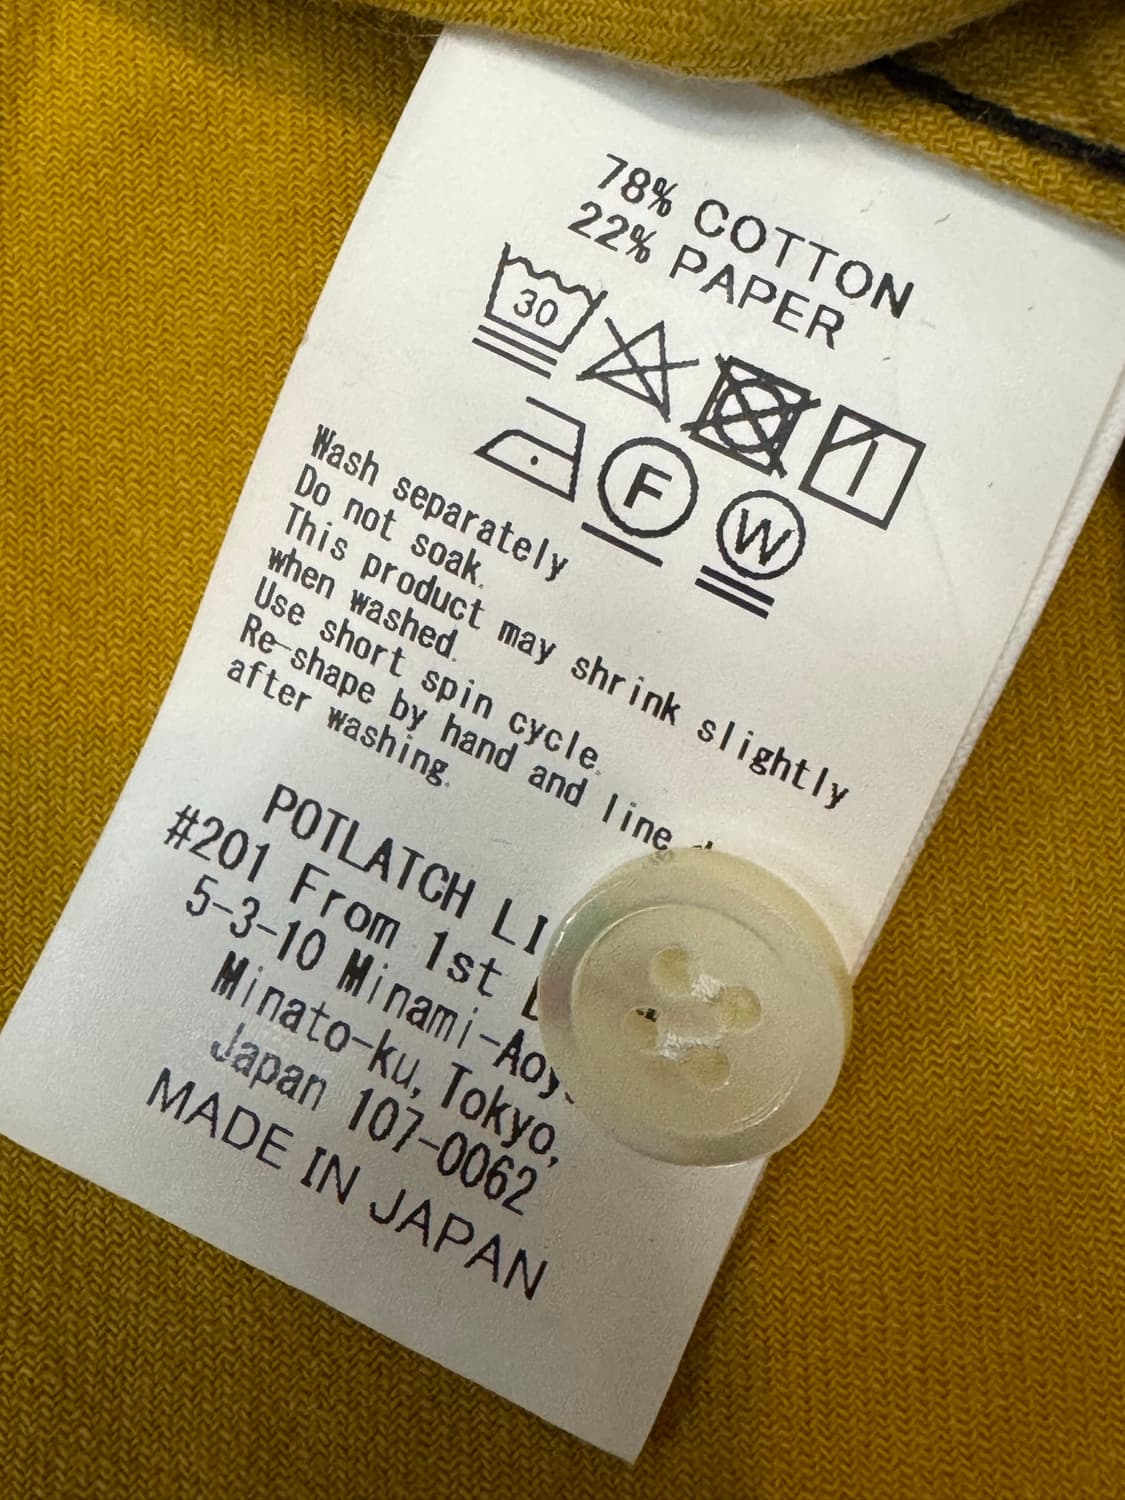 78% COTTON
22% PAPER
30
F W
Wash separately
Do not soak.
This product may shrink slightly
when washed.
Use short spin cycle.
Re-shape by hand and line
after washing.
POTLATCH
#201 From 1st
5-3-10 Minami-
Minato-ku, Tokyo,
Japan 107-0062
MADE IN JAPAN